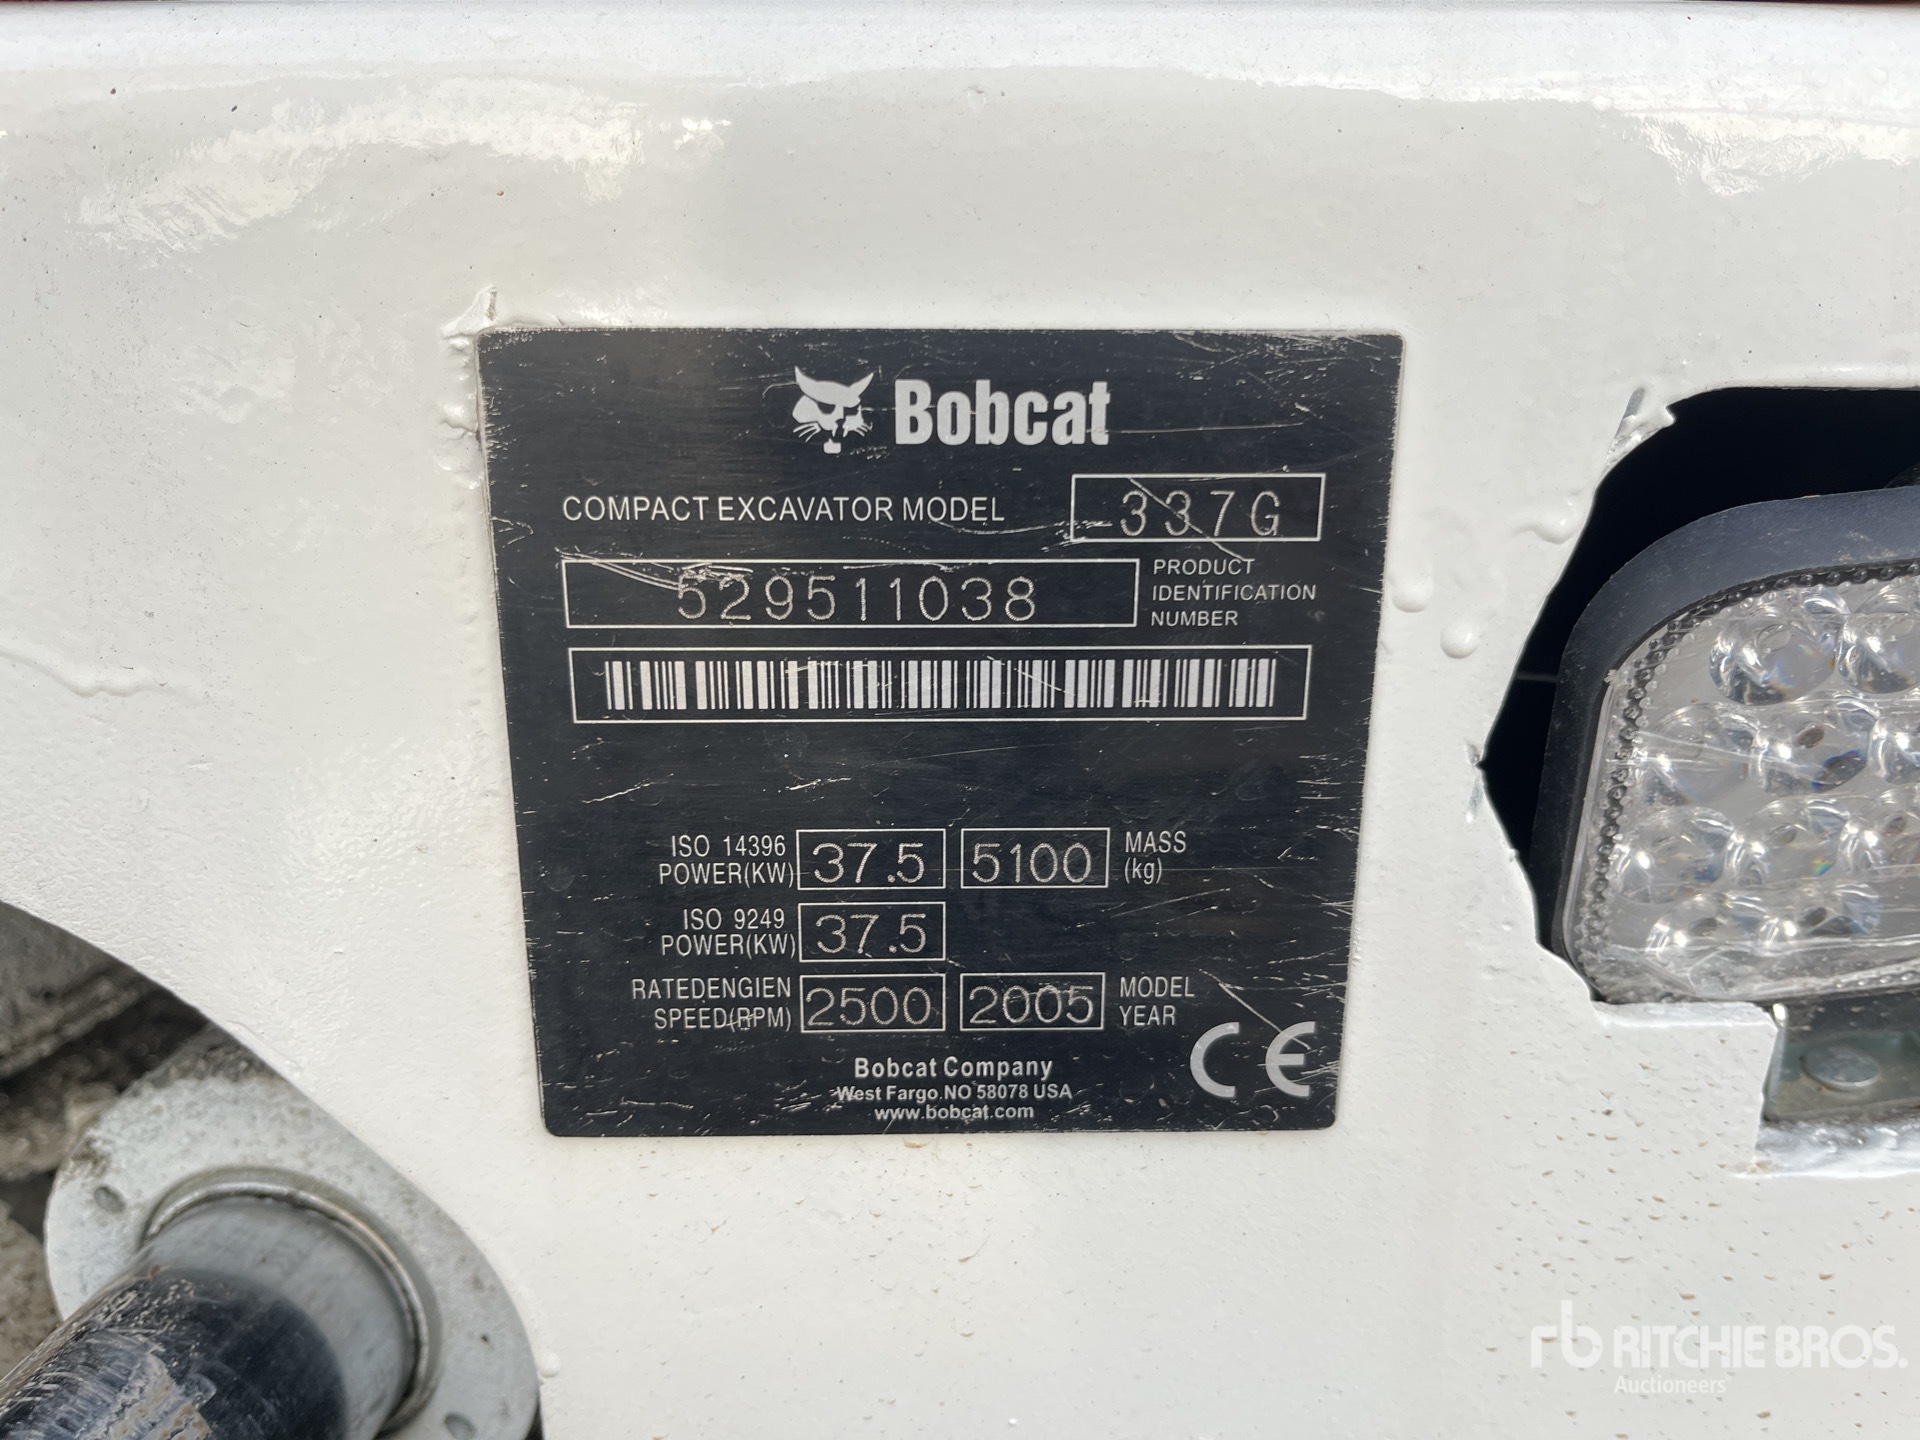 Bobcat
COMPACT EXCAVATOR MODEL 337G
529511038 PRODUCT IDENTIFICATION NUMBER
ISO 14396 POWER(KW) 37.5 5100 MASS (kg)
ISO 9249 POWER(KW) 37.5
RATEDENGIEN SPEED(RPM) 2500 2005 MODEL YEAR
CE
Bobcat Company
West Fargo.NO 58078 USA
www.bobcat.com
rb RITCHIE BROS.
Auctioneers